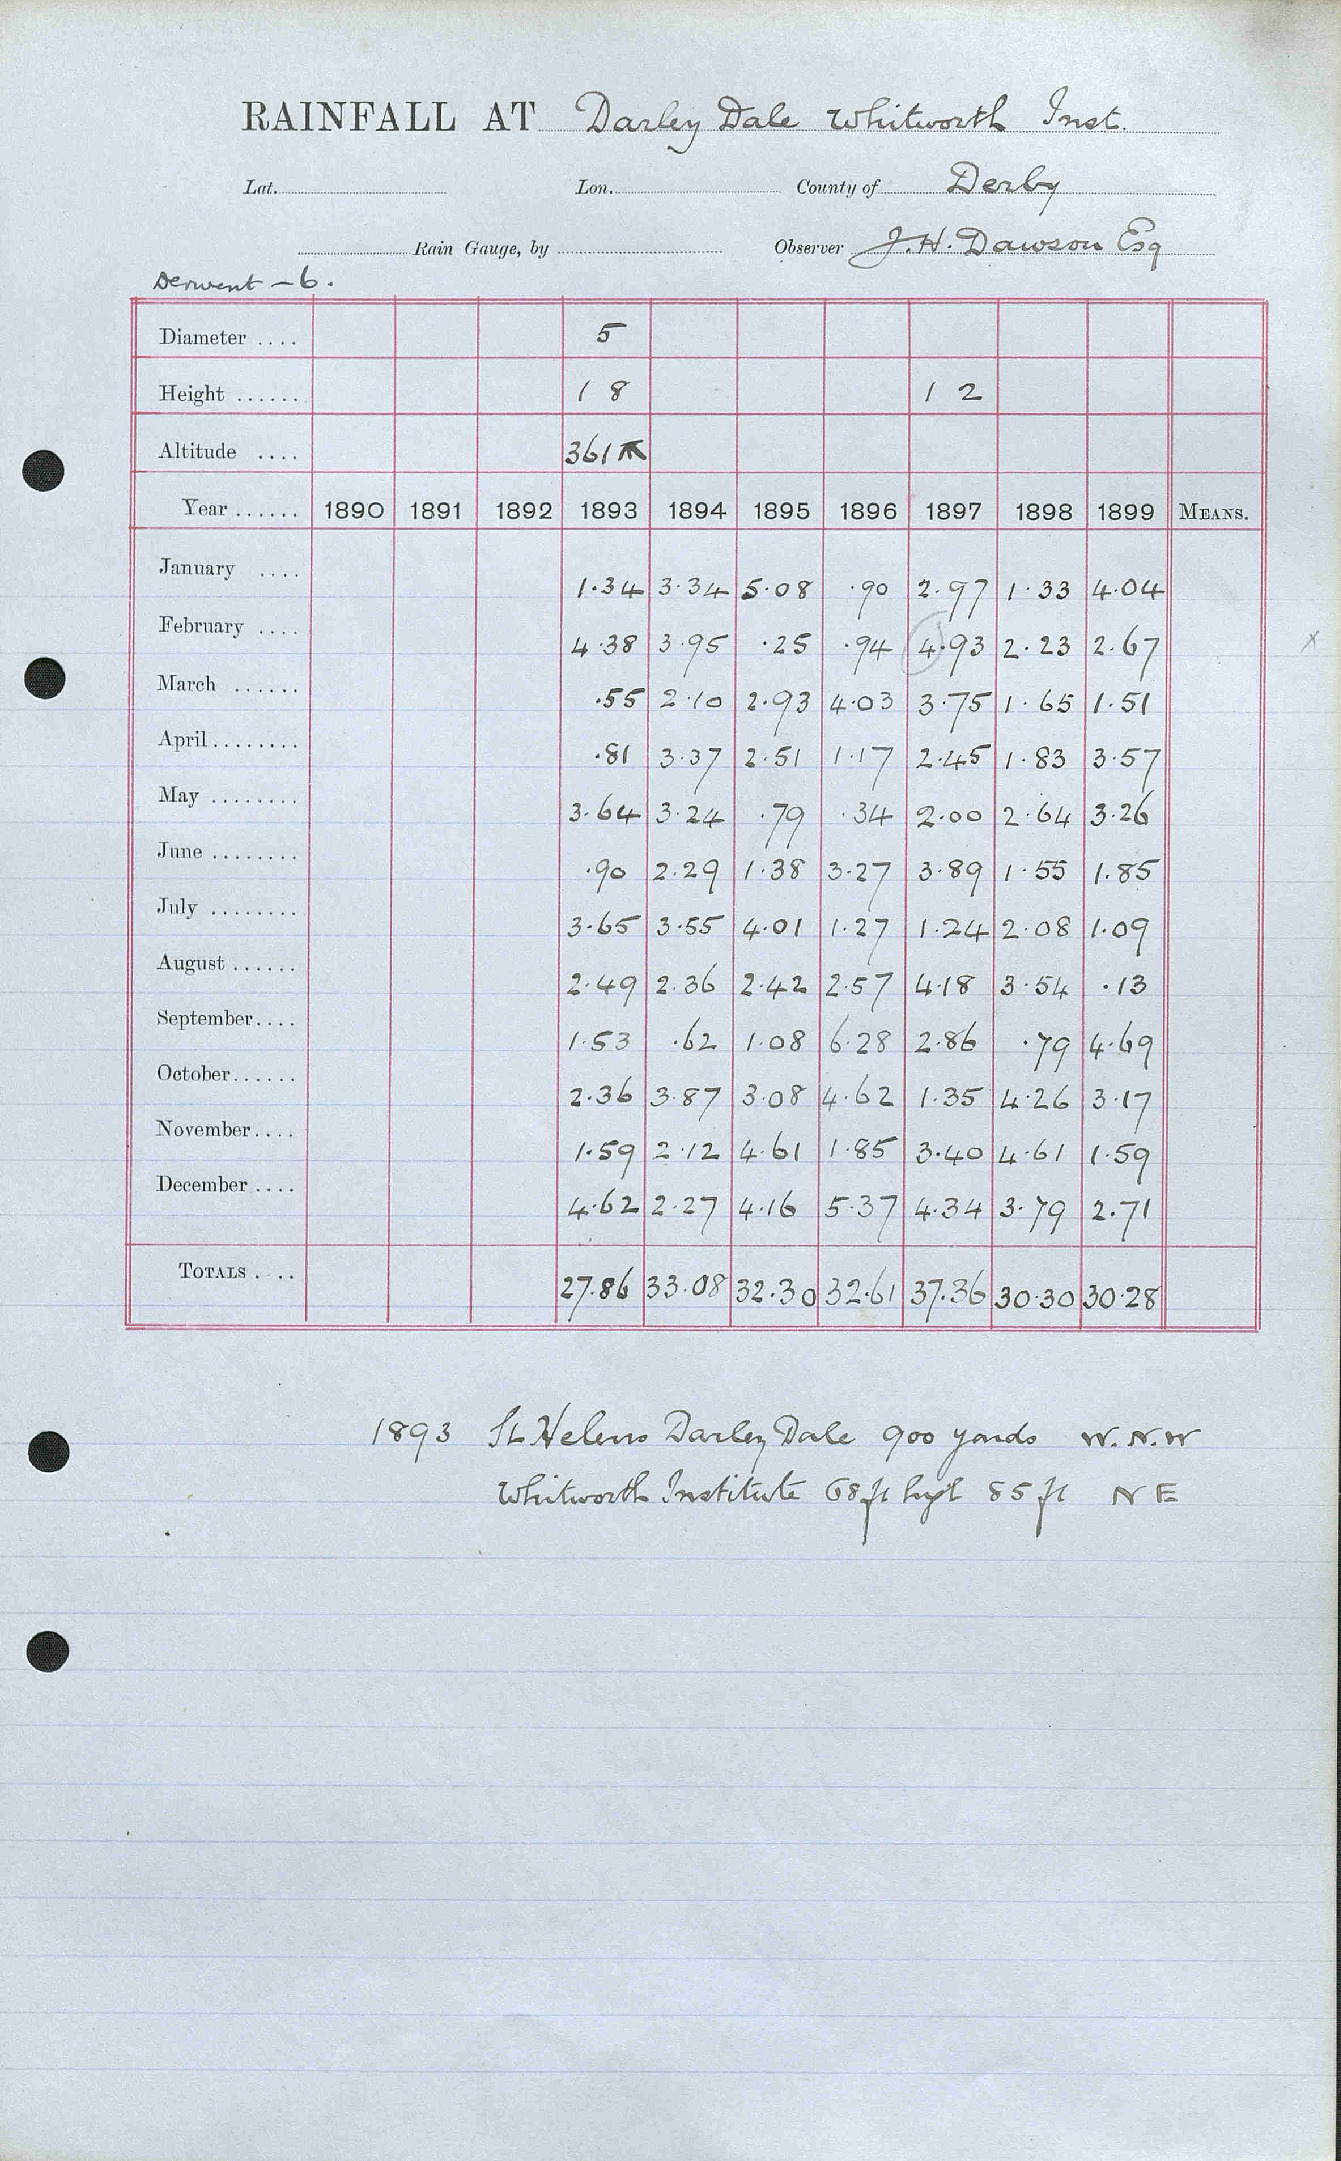 RAINFALL AT Darley Dale Whitworth Inst.
Lat. Lon. County of Derby
Rain Gauge, by Observer J. H. Dawson Esq
Derwent – 6.
Diameter .... 5
Height ...... 1 8 1 2
Altitude .... 361
Year ...... 1890 1891 1892 1893 1894 1895 1896 1897 1898 1899 MEANS.
January .... 1.34 3.34 5.08 .90 2.97 1.33 4.04
February .... 4.38 3.95 .25 .94 4.93 2.23 2.67 x
March ...... .55 2.10 2.93 4.03 3.75 1.65 1.51
April........ .81 3.37 2.51 1.17 2.45 1.83 3.57
May ........ 3.64 3.24 .79 .34 2.00 2.64 3.26
June ........ .90 2.29 1.38 3.27 3.89 1.55 1.85
July ........ 3.65 3.55 4.01 1.27 1.24 2.08 1.09
August ...... 2.49 2.36 2.42 2.57 4.18 3.54 .13
September.... 1.53 .62 1.08 6.28 2.86 .79 4.69
October...... 2.36 3.87 3.08 4.62 1.35 4.26 3.17
November.... 1.59 2.12 4.61 1.85 3.40 4.61 1.59
December .... 4.62 2.27 4.16 5.37 4.34 3.79 2.71
TOTALS .... 27.86 33.08 32.30 32.61 37.36 30.30 30.28
1893 St Helens Darley Dale 900 yards W.N.W
Whitworth Institute 68 ft hight 85 ft NE